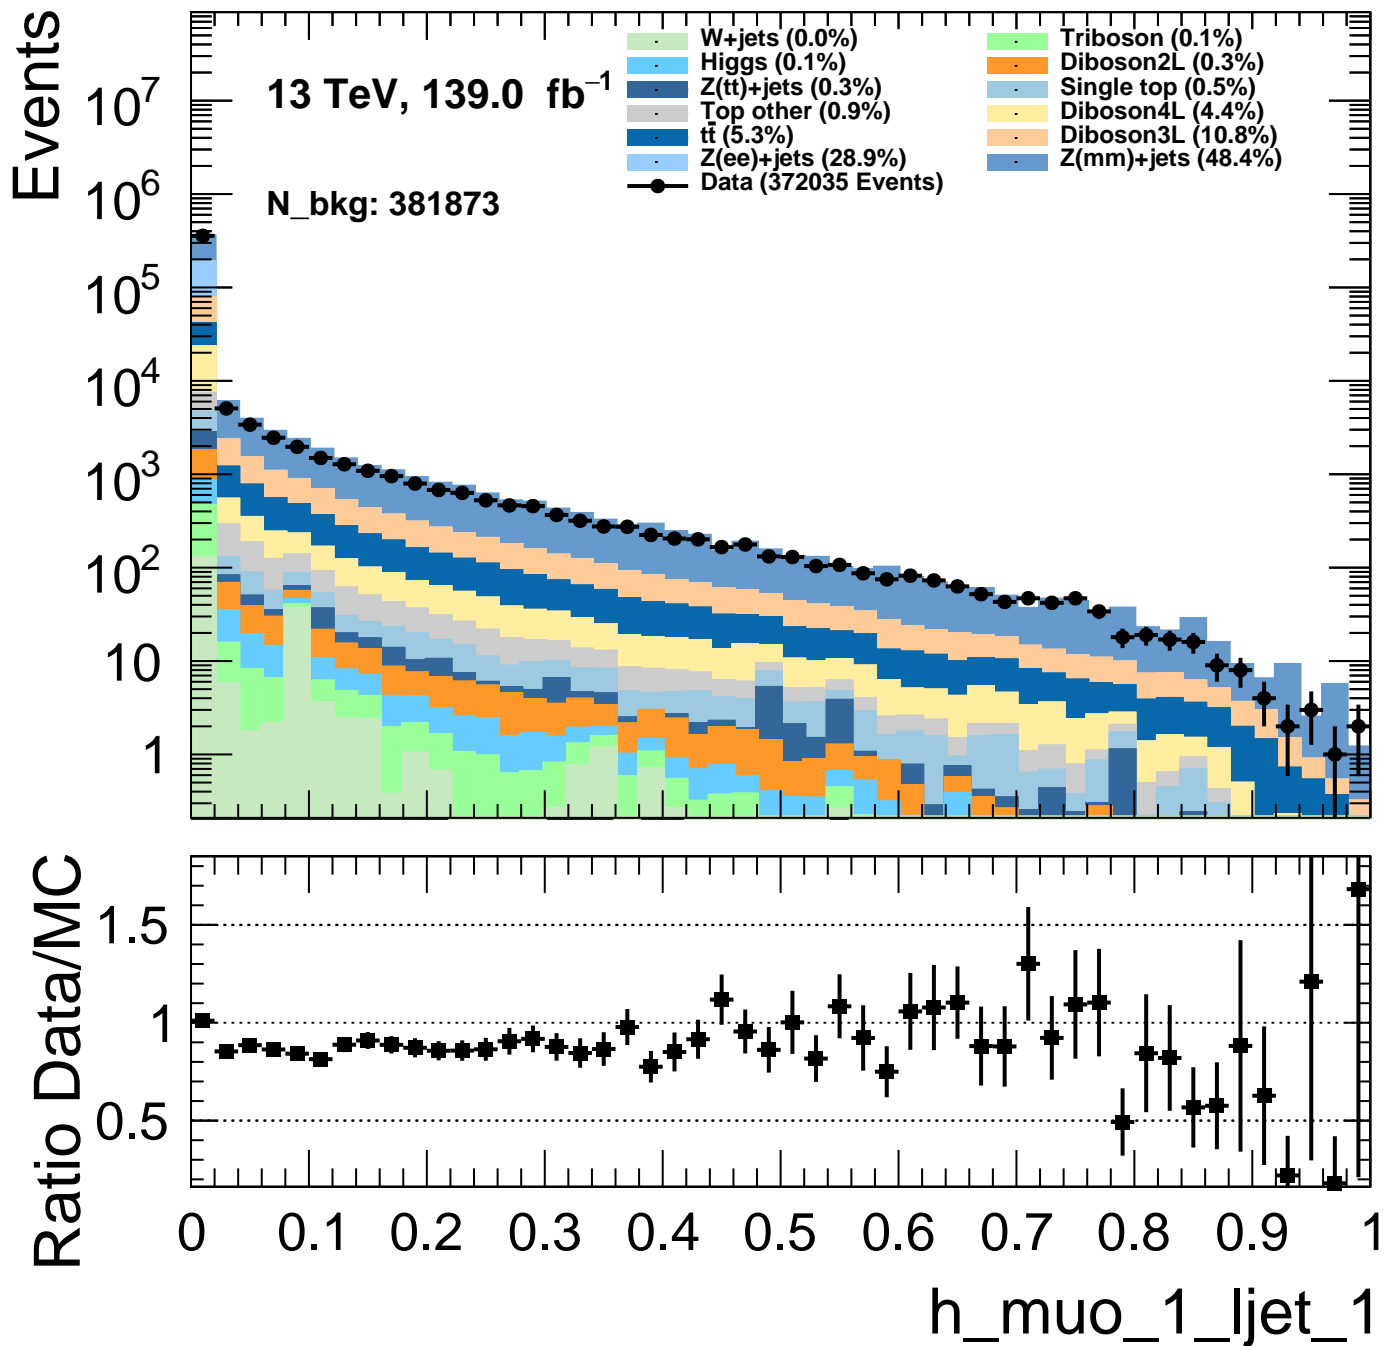 Events
13 TeV, 139.0 fb⁻¹
N_bkg: 381873
W+jets (0.0%)
Higgs (0.1%)
Z(tt)+jets (0.3%)
Top other (0.9%)
tt̄ (5.3%)
Z(ee)+jets (28.9%)
Data (372035 Events)
Triboson (0.1%)
Diboson2L (0.3%)
Single top (0.5%)
Diboson4L (4.4%)
Diboson3L (10.8%)
Z(mm)+jets (48.4%)
10⁷
10⁶
10⁵
10⁴
10³
10²
10
1
Ratio Data/MC
1.5
1
0.5
0 0.1 0.2 0.3 0.4 0.5 0.6 0.7 0.8 0.9 1
h_muo_1_ljet_1